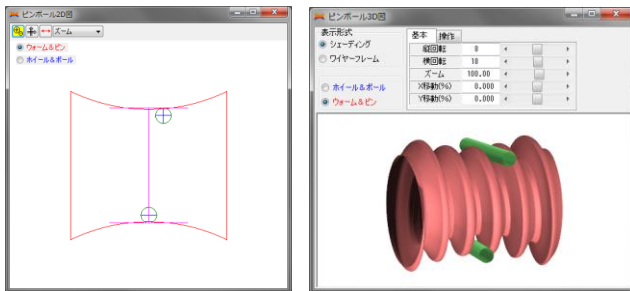 ピンボール2D図
ズーム
ウォーム&ピン
ホイール&ボール
ピンボール3D図
表示形式
シェーディング
ワイヤーフレーム
ホイール&ボール
ウォーム&ピン
基本 操作
縦回転 8
横回転 18
ズーム 100.00
X移動(%) 0.000
Y移動(%) 0.000